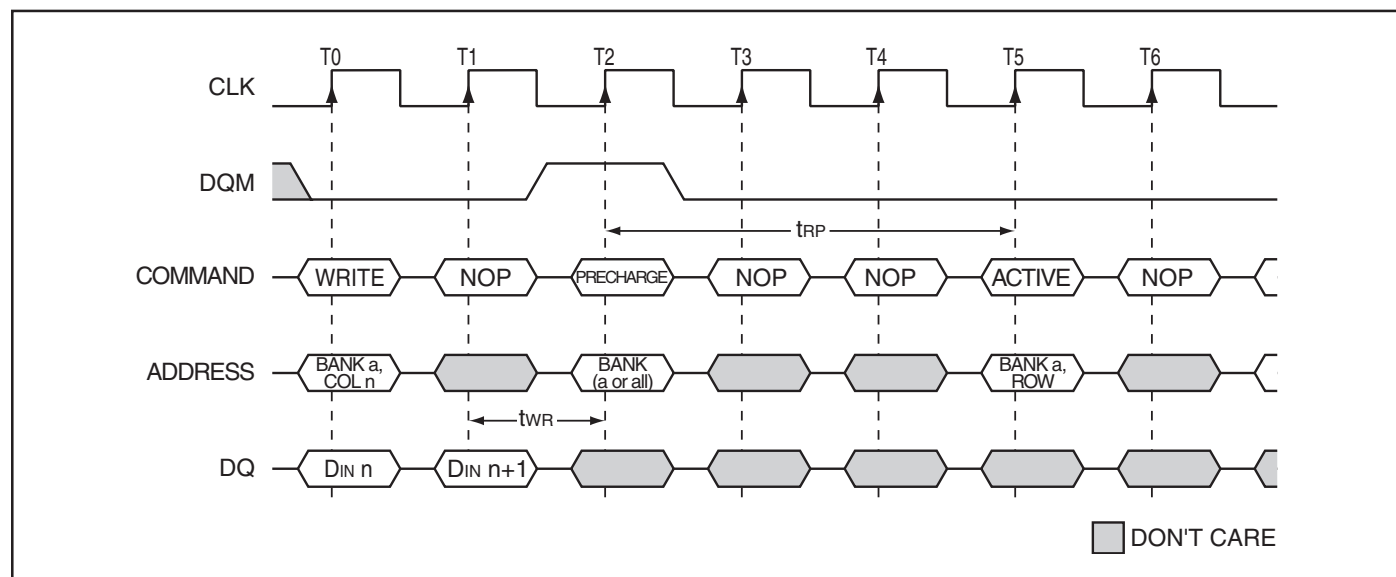 T0 T1 T2 T3 T4 T5 T6
CLK
DQM
tRP
COMMAND WRITE NOP PRECHARGE NOP NOP ACTIVE NOP
ADDRESS BANK a, COL n BANK (a or all) BANK a, ROW
tWR
DQ DIN n DIN n+1
DON'T CARE